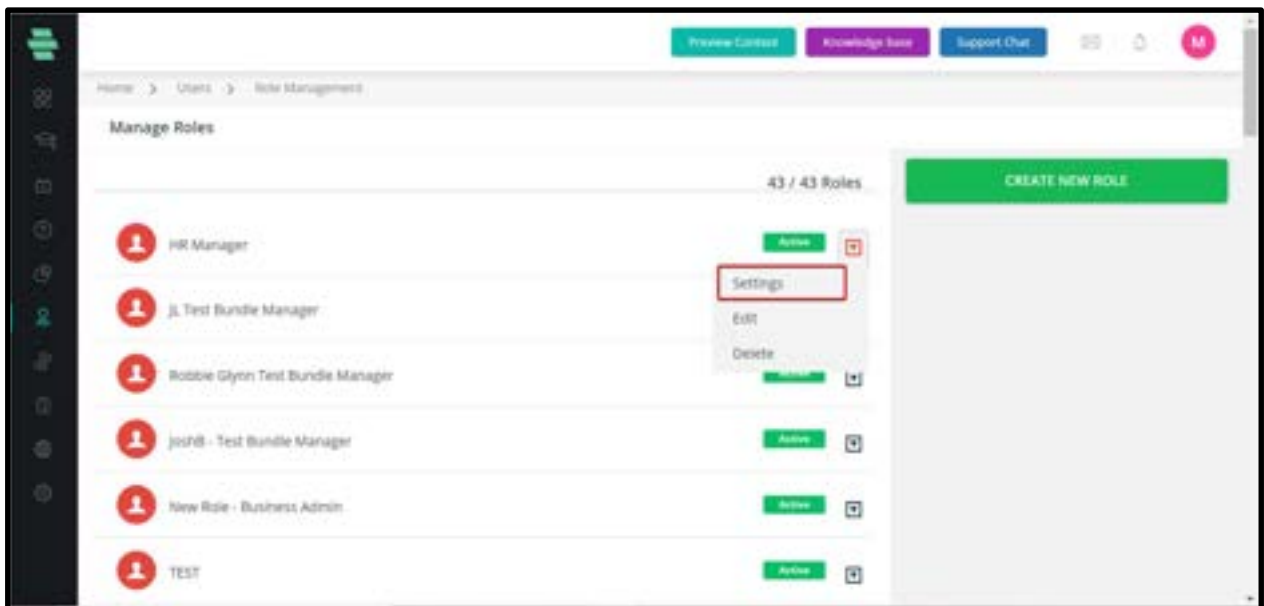 Preview Content Knowledge base Support Chat M
Home > Users > Role Management
Manage Roles
43 / 43 Roles
CREATE NEW ROLE
HR Manager Active
Settings
JL Test Bundle Manager
Edit
Delete
Robbie Glynn Test Bundle Manager
JoshB - Test Bundle Manager Active
New Role - Business Admin Active
TEST Active